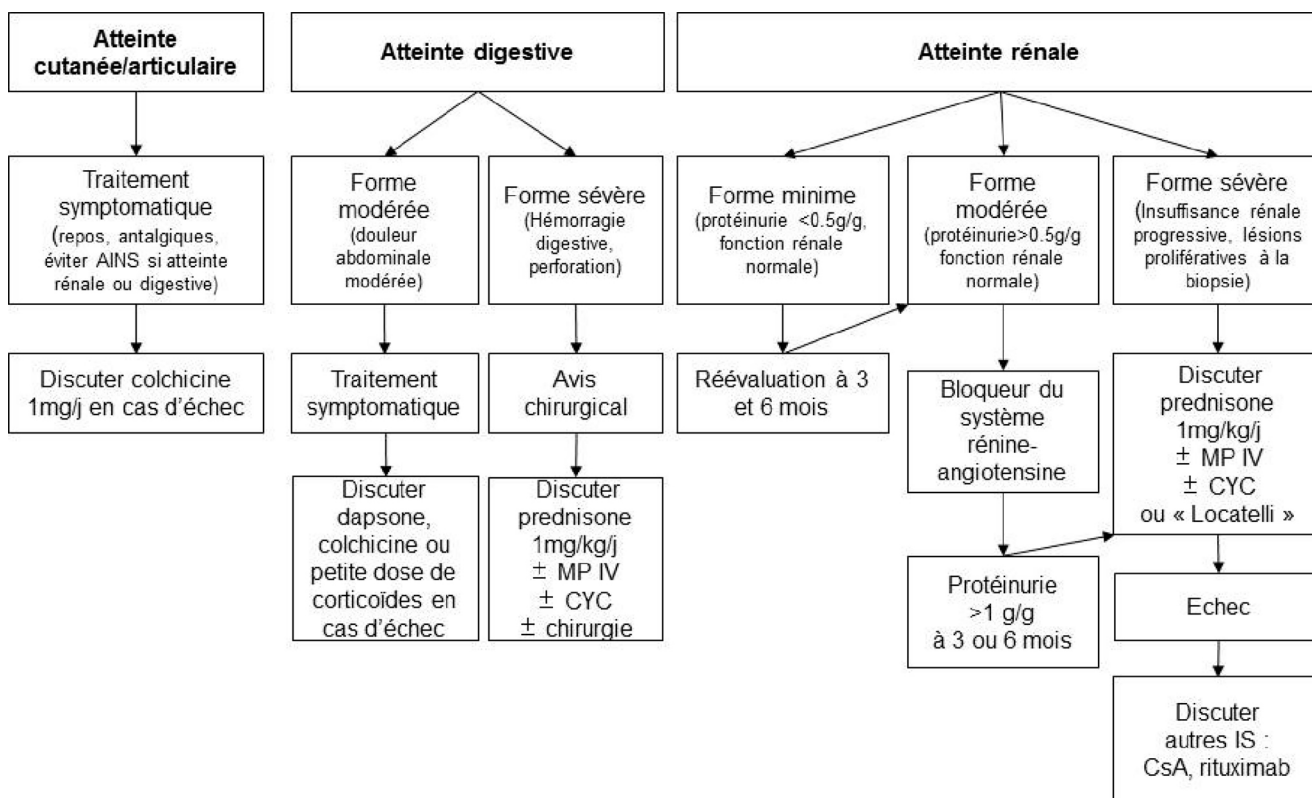 Atteinte
cutanée/articulaire
Atteinte digestive
Atteinte rénale
Traitement
symptomatique
(repos, antalgiques,
éviter AINS si atteinte
rénale ou digestive)
Forme
modérée
(douleur
abdominale
modérée)
Forme sévère
(Hémorragie
digestive,
perforation)
Forme minime
(protéinurie <0.5g/g,
fonction rénale
normale)
Forme
modérée
(protéinurie>0.5g/g
fonction rénale
normale)
Forme sévère
(Insuffisance rénale
progressive, lésions
prolifératives à la
biopsie)
Discuter colchicine
1mg/j en cas d'échec
Traitement
symptomatique
Avis
chirurgical
Réévaluation à 3
et 6 mois
Bloqueur du
système
rénine-
angiotensine
Discuter
prednisone
1mg/kg/j
± MP IV
± CYC
ou « Locatelli »
Discuter
dapsone,
colchicine ou
petite dose de
corticoïdes en
cas d'échec
Discuter
prednisone
1mg/kg/j
± MP IV
± CYC
± chirurgie
Protéinurie
>1 g/g
à 3 ou 6 mois
Echec
Discuter
autres IS :
CsA, rituximab